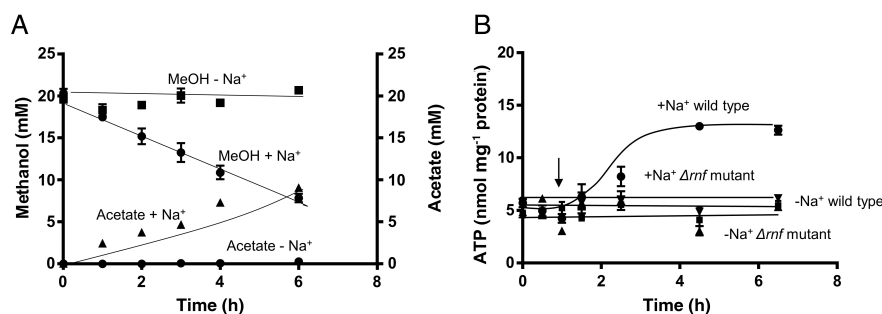 A
Methanol (mM)
25
20
15
10
5
0
MeOH - Na⁺
MeOH + Na⁺
Acetate + Na⁺
Acetate - Na⁺
25
20
15
10
5
0
Acetate (mM)
0
2
4
6
8
Time (h)
B
ATP (nmol mg⁻¹ protein)
20
15
10
5
0
+Na⁺ wild type
+Na⁺ Δrnf mutant
-Na⁺ wild type
-Na⁺ Δrnf mutant
0
2
4
6
8
Time (h)